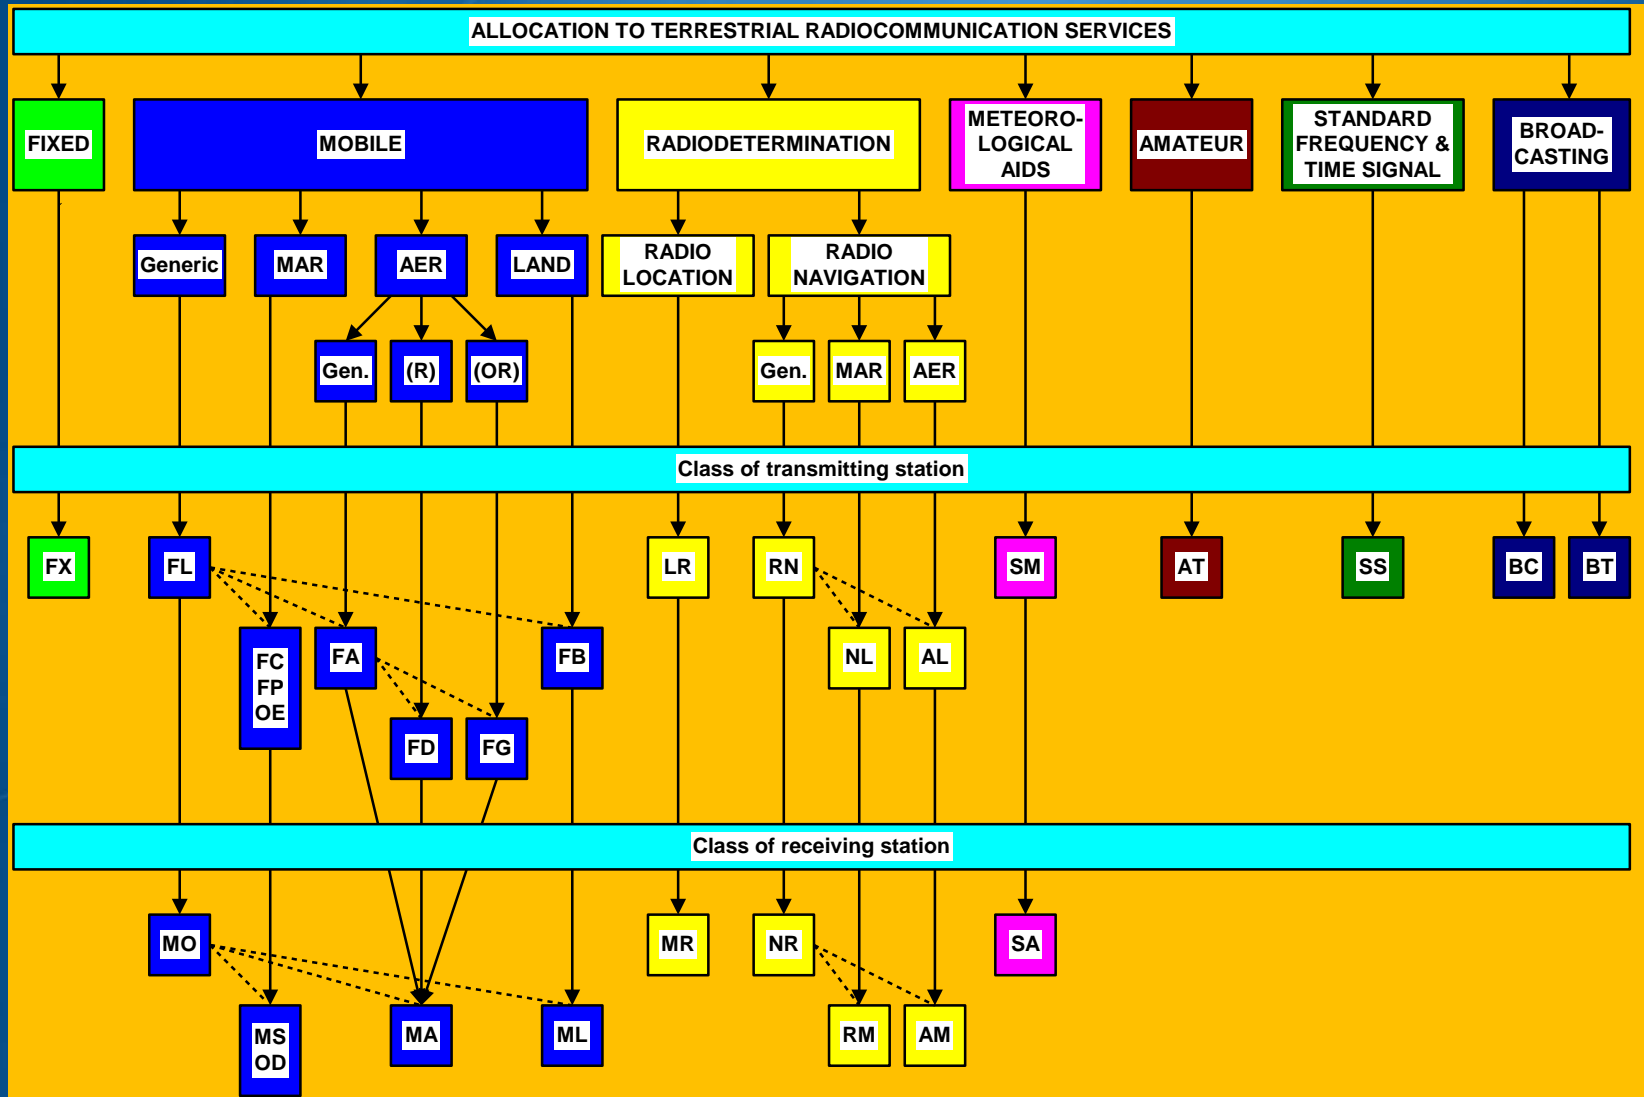 ALLOCATION TO TERRESTRIAL RADIOCOMMUNICATION SERVICES
FIXED
MOBILE
RADIODETERMINATION
METEORO-
LOGICAL
AIDS
AMATEUR
STANDARD
FREQUENCY &
TIME SIGNAL
BROAD-
CASTING
Generic
MAR
AER
LAND
RADIO
LOCATION
RADIO
NAVIGATION
Gen.
(R)
(OR)
Gen.
MAR
AER
Class of transmitting station
FX
FL
LR
RN
SM
AT
SS
BC
BT
FC
FP
OE
FA
FB
NL
AL
FD
FG
Class of receiving station
MO
MR
NR
SA
MS
OD
MA
ML
RM
AM